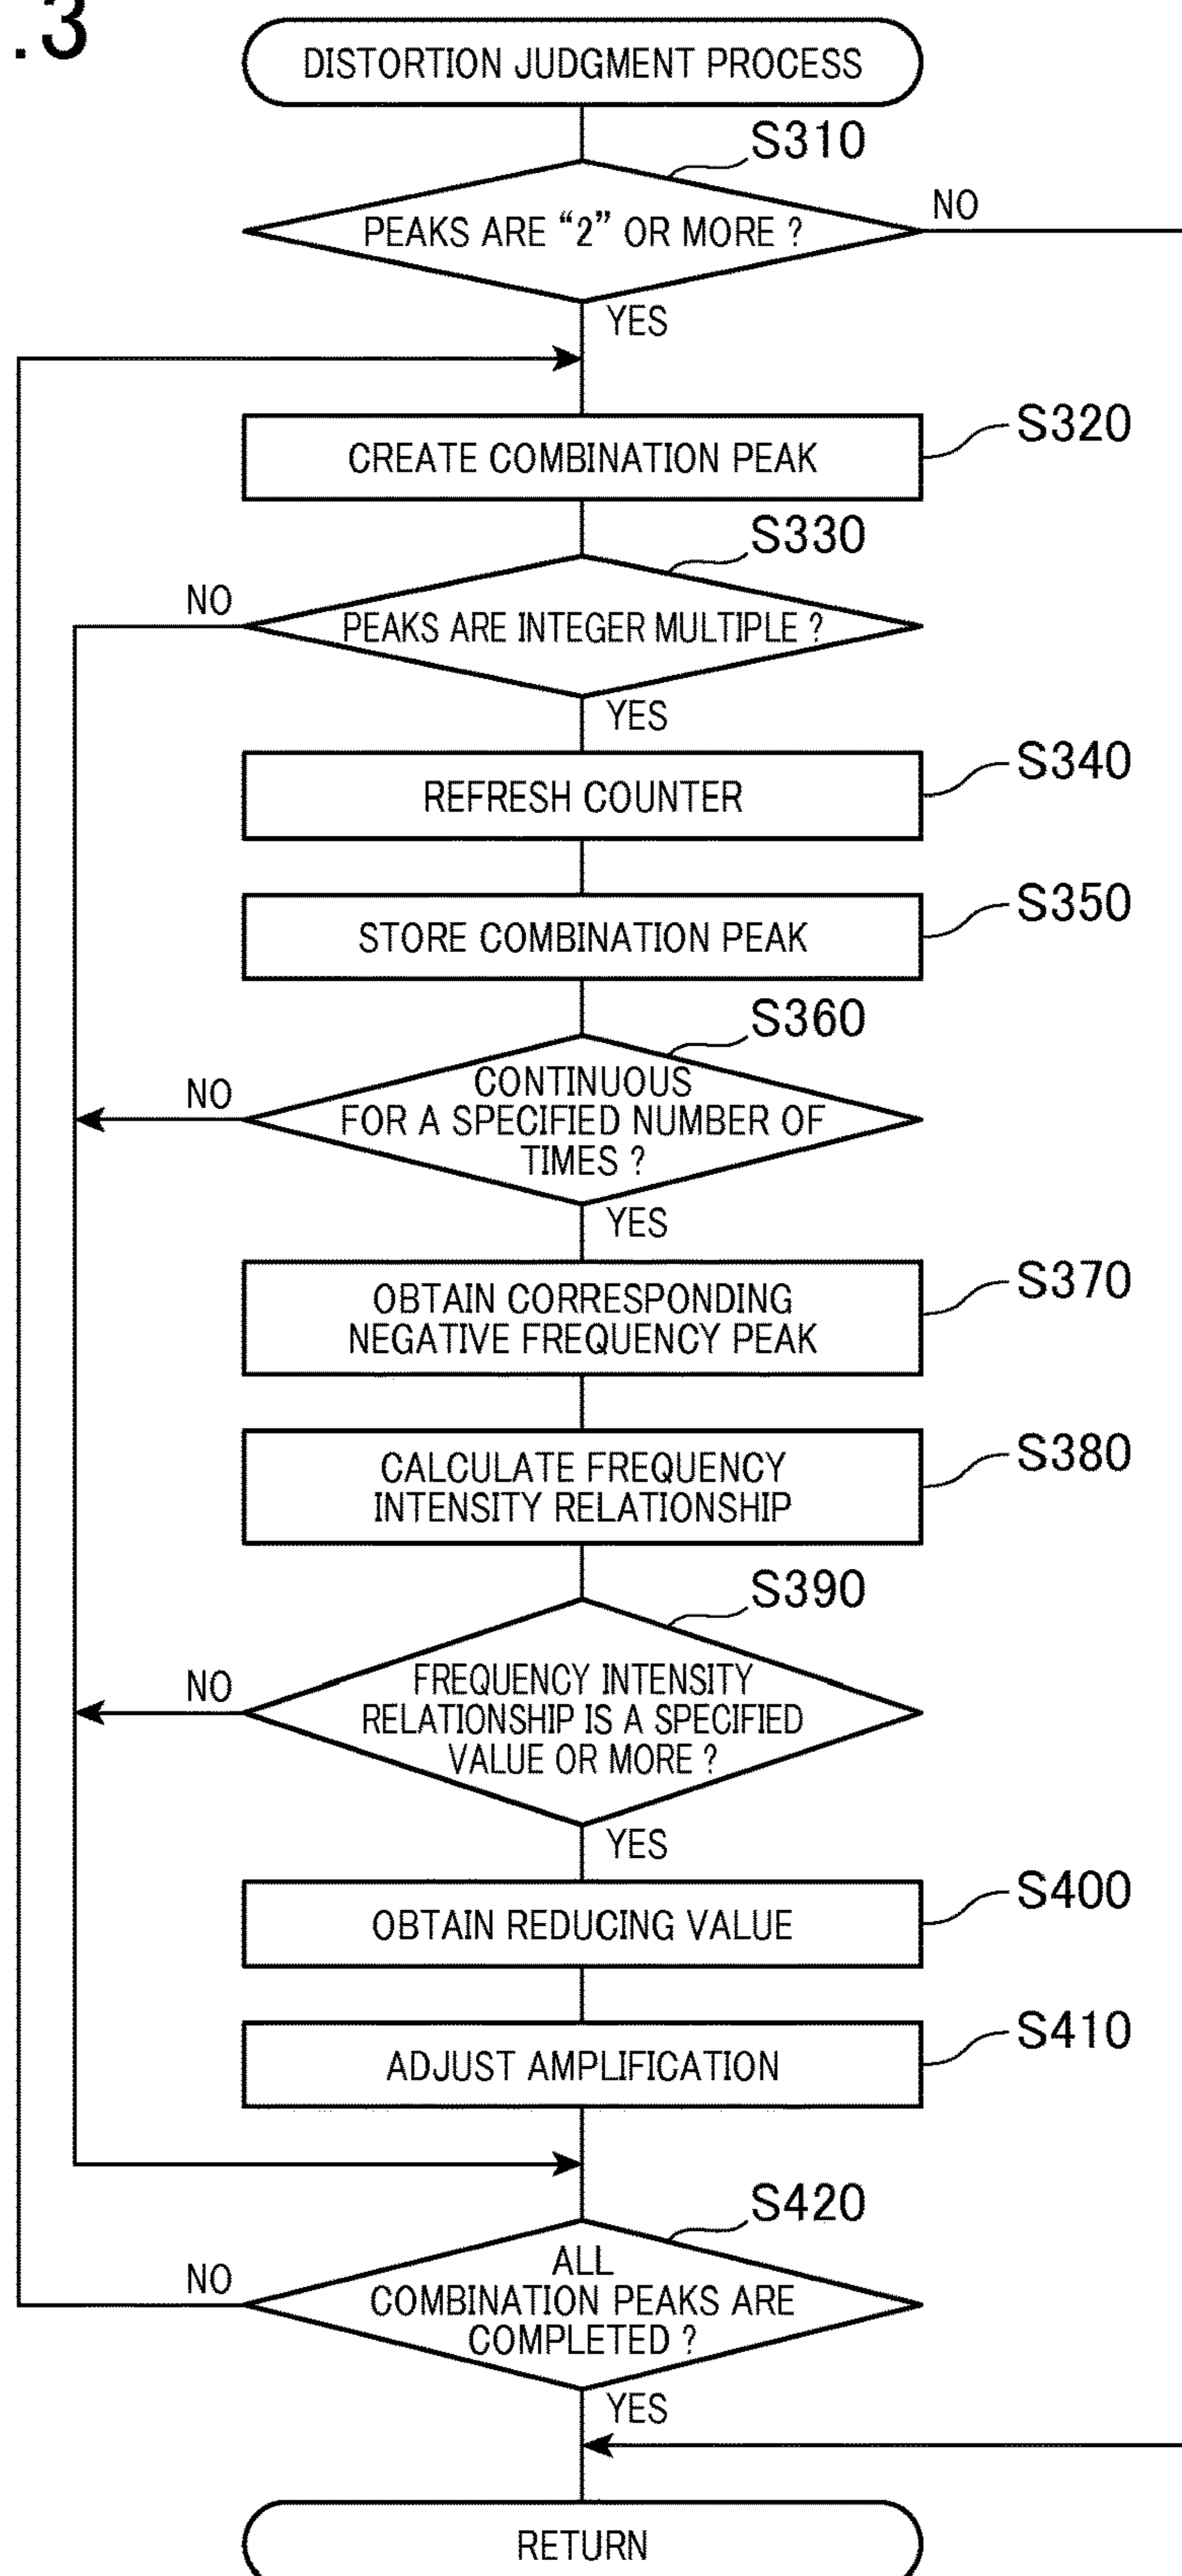 .3
DISTORTION JUDGMENT PROCESS
S310
PEAKS ARE “2” OR MORE ?
NO
YES
CREATE COMBINATION PEAK
S320
S330
NO
PEAKS ARE INTEGER MULTIPLE ?
YES
REFRESH COUNTER
S340
STORE COMBINATION PEAK
S350
S360
NO
CONTINUOUS
FOR A SPECIFIED NUMBER OF
TIMES ?
YES
OBTAIN CORRESPONDING
NEGATIVE FREQUENCY PEAK
S370
CALCULATE FREQUENCY
INTENSITY RELATIONSHIP
S380
S390
NO
FREQUENCY INTENSITY
RELATIONSHIP IS A SPECIFIED
VALUE OR MORE ?
YES
OBTAIN REDUCING VALUE
S400
ADJUST AMPLIFICATION
S410
S420
NO
ALL
COMBINATION PEAKS ARE
COMPLETED ?
YES
RETURN